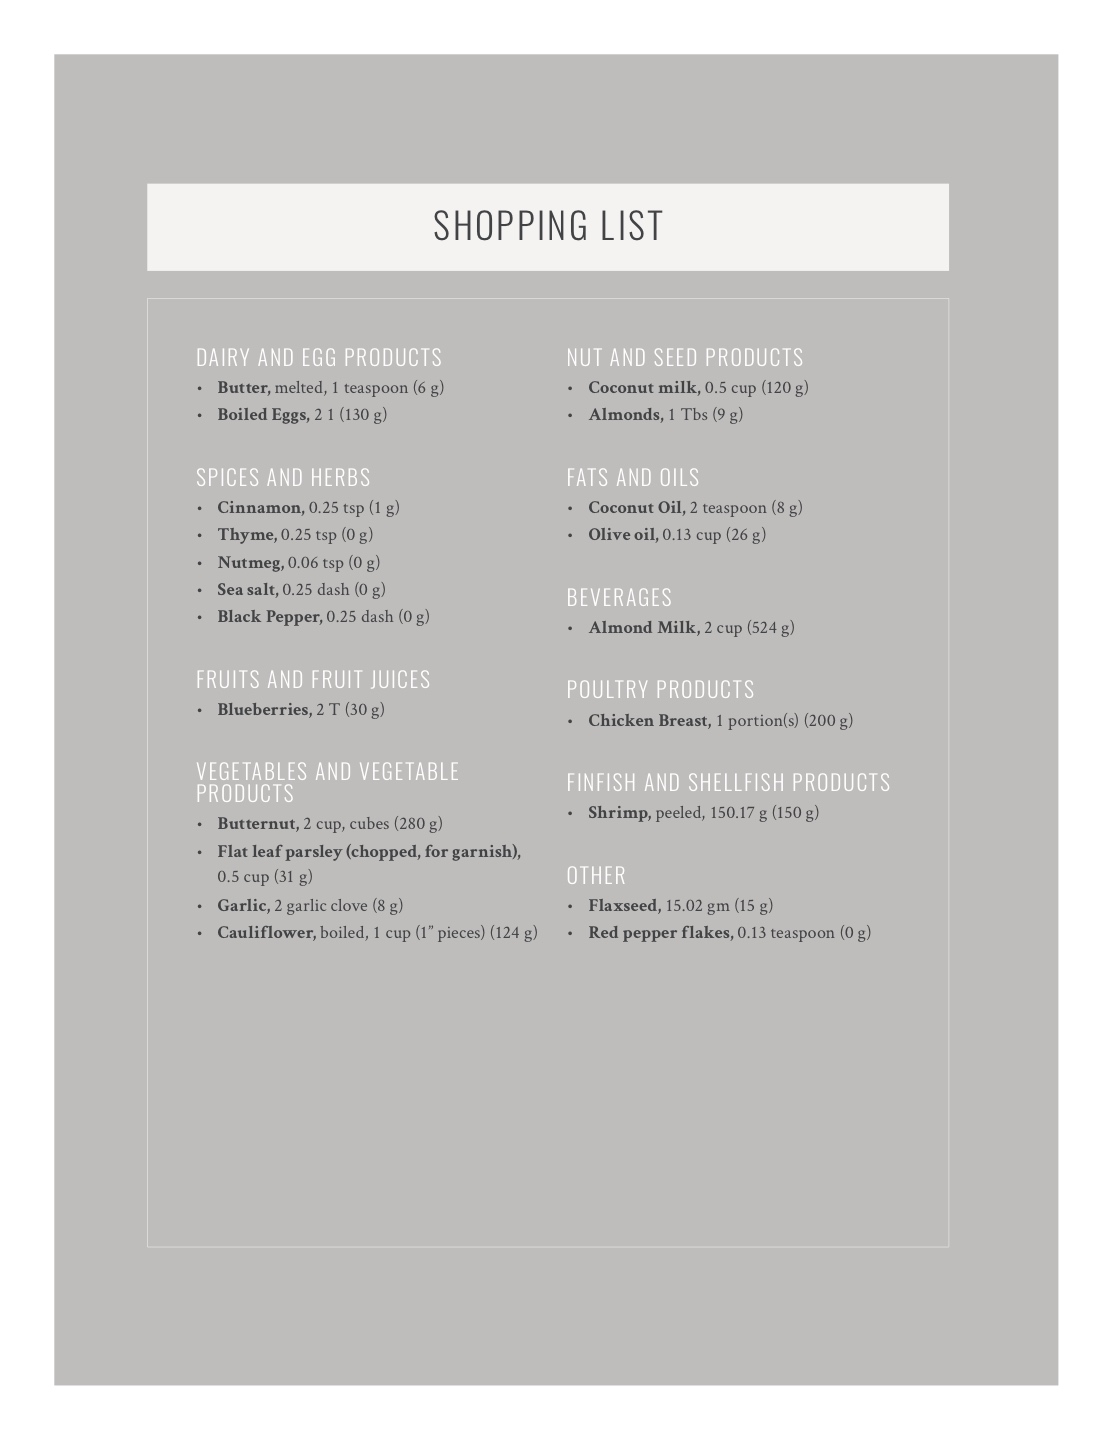 SHOPPING LIST
DAIRY AND EGG PRODUCTS
• Butter, melted, 1 teaspoon (6 g)
• Boiled Eggs, 2 1 (130 g)
SPICES AND HERBS
• Cinnamon, 0.25 tsp (1 g)
• Thyme, 0.25 tsp (0 g)
• Nutmeg, 0.06 tsp (0 g)
• Sea salt, 0.25 dash (0 g)
• Black Pepper, 0.25 dash (0 g)
FRUITS AND FRUIT JUICES
• Blueberries, 2 T (30 g)
VEGETABLES AND VEGETABLE
PRODUCTS
• Butternut, 2 cup, cubes (280 g)
• Flat leaf parsley (chopped, for garnish),
0.5 cup (31 g)
• Garlic, 2 garlic clove (8 g)
• Cauliflower, boiled, 1 cup (1” pieces) (124 g)
NUT AND SEED PRODUCTS
• Coconut milk, 0.5 cup (120 g)
• Almonds, 1 Tbs (9 g)
FATS AND OILS
• Coconut Oil, 2 teaspoon (8 g)
• Olive oil, 0.13 cup (26 g)
BEVERAGES
• Almond Milk, 2 cup (524 g)
POULTRY PRODUCTS
• Chicken Breast, 1 portion(s) (200 g)
FINFISH AND SHELLFISH PRODUCTS
• Shrimp, peeled, 150.17 g (150 g)
OTHER
• Flaxseed, 15.02 gm (15 g)
• Red pepper flakes, 0.13 teaspoon (0 g)